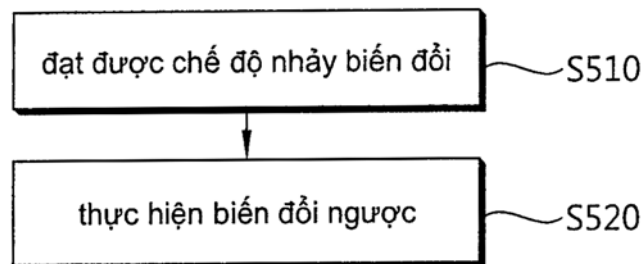 đạt được chế độ nhảy biến đổi
S510
thực hiện biến đổi ngược
S520